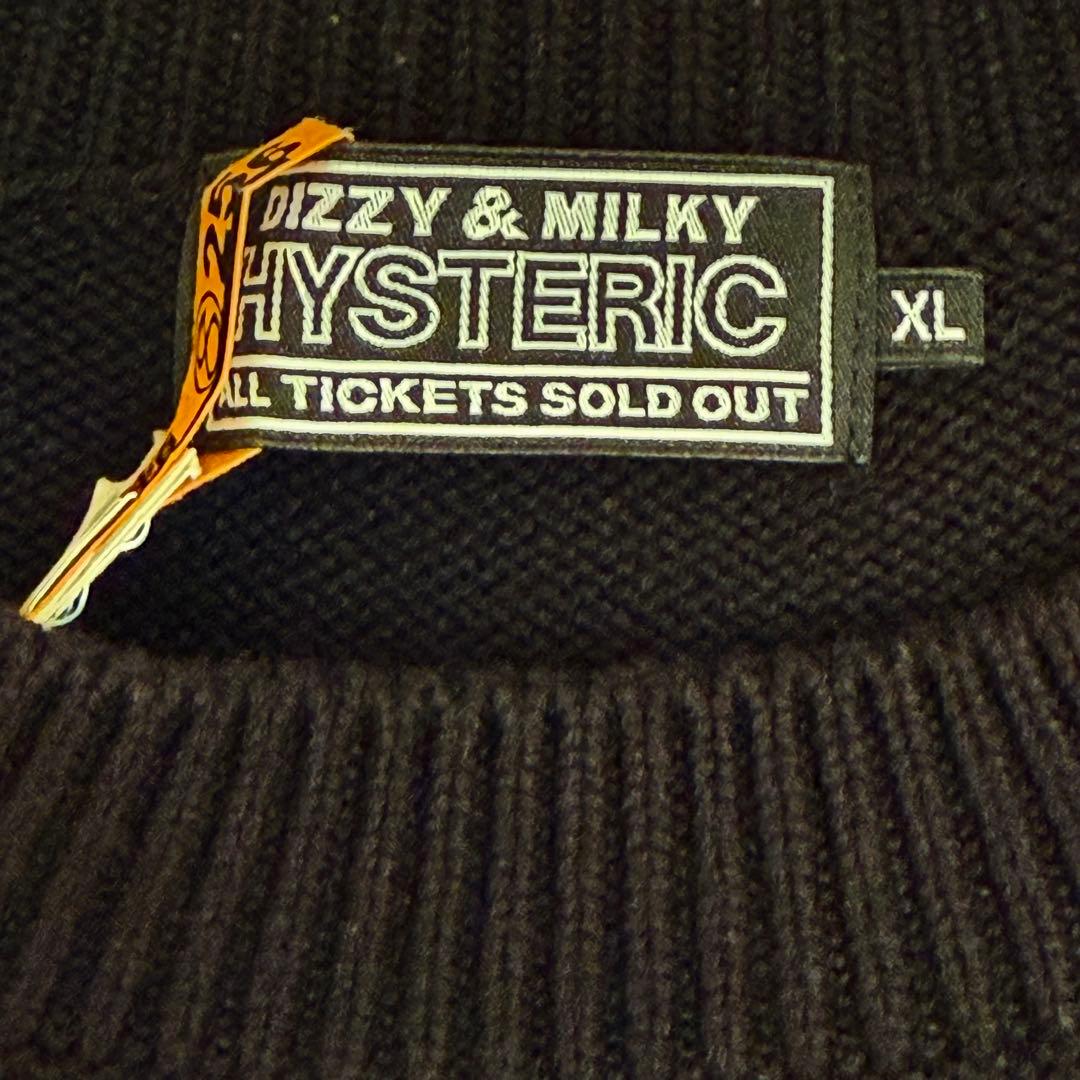 DIZZY & MILKY
HYSTERIC
ALL TICKETS SOLD OUT
XL